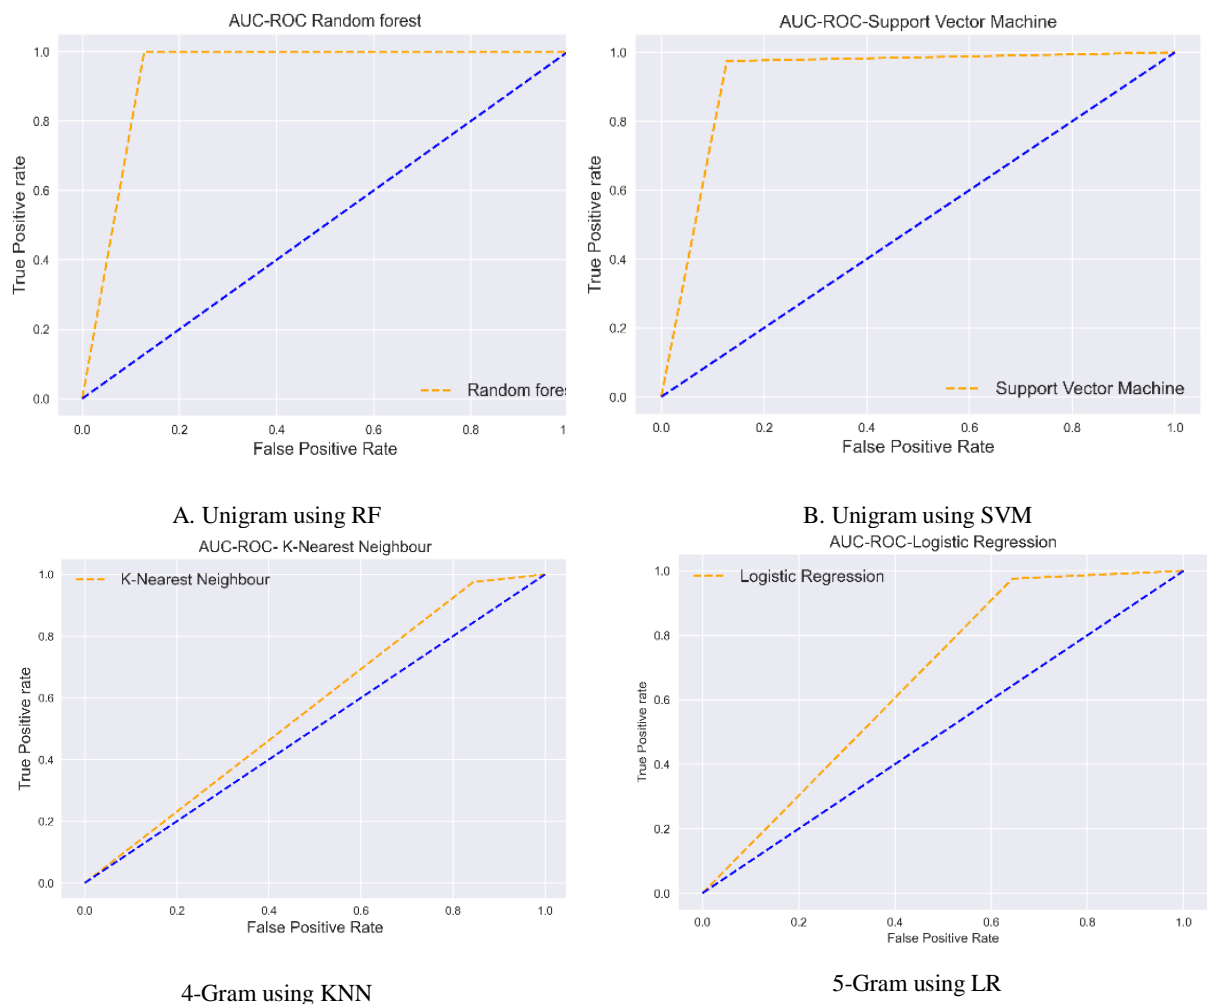 AUC-ROC Random forest
1.0
0.8
0.6
0.4
0.2
0.0
True Positive rate
Random fores
0.0 0.2 0.4 0.6 0.8 1
False Positive Rate
A. Unigram using RF
AUC-ROC-Support Vector Machine
1.0
0.8
0.6
0.4
0.2
0.0
True Positive rate
Support Vector Machine
0.0 0.2 0.4 0.6 0.8 1.0
False Positive Rate
B. Unigram using SVM
AUC-ROC- K-Nearest Neighbour
K-Nearest Neighbour
1.0
0.8
0.6
0.4
0.2
0.0
True Positive rate
0.0 0.2 0.4 0.6 0.8 1.0
False Positive Rate
4-Gram using KNN
AUC-ROC-Logistic Regression
Logistic Regression
1.0
0.8
0.6
0.4
0.2
0.0
True Positive rate
0.0 0.2 0.4 0.6 0.8 1.0
False Positive Rate
5-Gram using LR